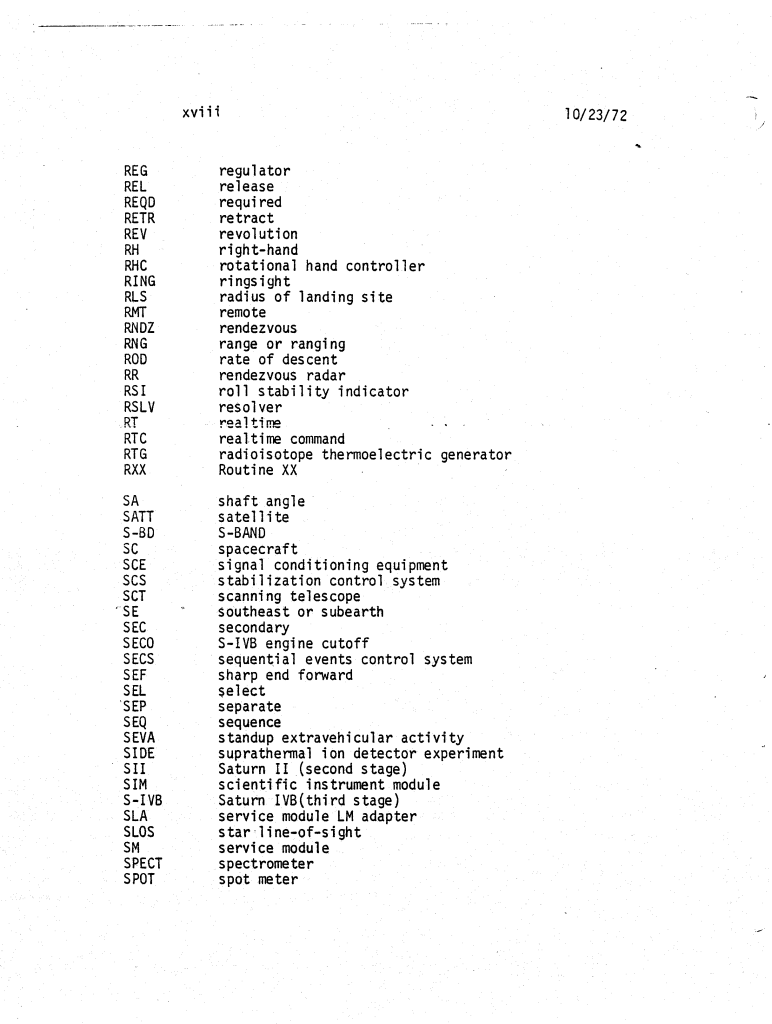 xviii 10/23/72
REG regulator
REL release
REQD required
RETR retract
REV revolution
RH right-hand
RHC rotational hand controller
RING ringsight
RLS radius of landing site
RMT remote
RNDZ rendezvous
RNG range or ranging
ROD rate of descent
RR rendezvous radar
RSI roll stability indicator
RSLV resolver
RT realtime
RTC realtime command
RTG radioisotope thermoelectric generator
RXX Routine XX
SA shaft angle
SATT satellite
S-BD S-BAND
SC spacecraft
SCE signal conditioning equipment
SCS stabilization control system
SCT scanning telescope
SE southeast or subearth
SEC secondary
SECO S-IVB engine cutoff
SECS sequential events control system
SEF sharp end forward
SEL select
SEP separate
SEQ sequence
SEVA standup extravehicular activity
SIDE suprathermal ion detector experiment
SII Saturn II (second stage)
SIM scientific instrument module
S-IVB Saturn IVB(third stage)
SLA service module LM adapter
SLOS star line-of-sight
SM service module
SPECT spectrometer
SPOT spot meter